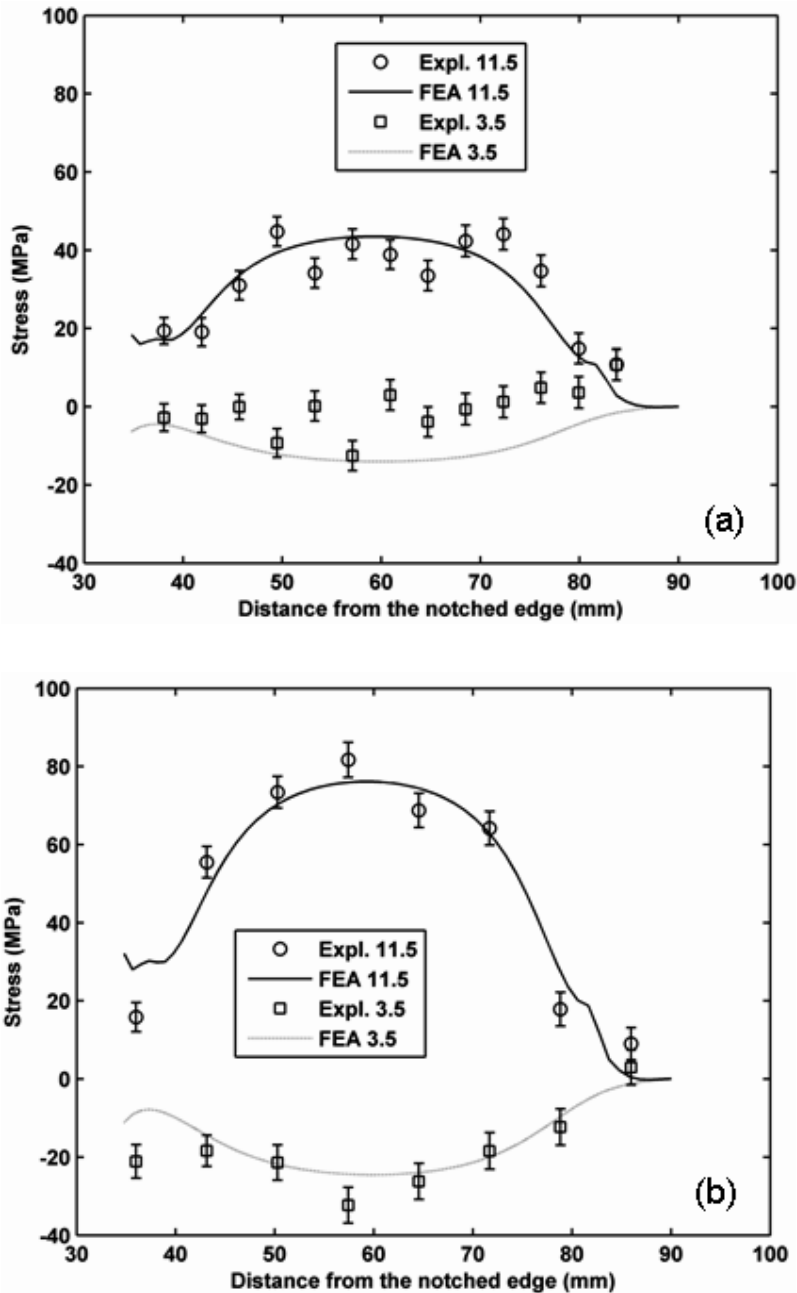 100
80
60
40
20
0
-20
-40
Stress (MPa)
Expl. 11.5
FEA 11.5
Expl. 3.5
FEA 3.5
(a)
30 40 50 60 70 80 90 100
Distance from the notched edge (mm)
100
80
60
40
20
0
-20
-40
Stress (MPa)
Expl. 11.5
FEA 11.5
Expl. 3.5
FEA 3.5
(b)
30 40 50 60 70 80 90 100
Distance from the notched edge (mm)